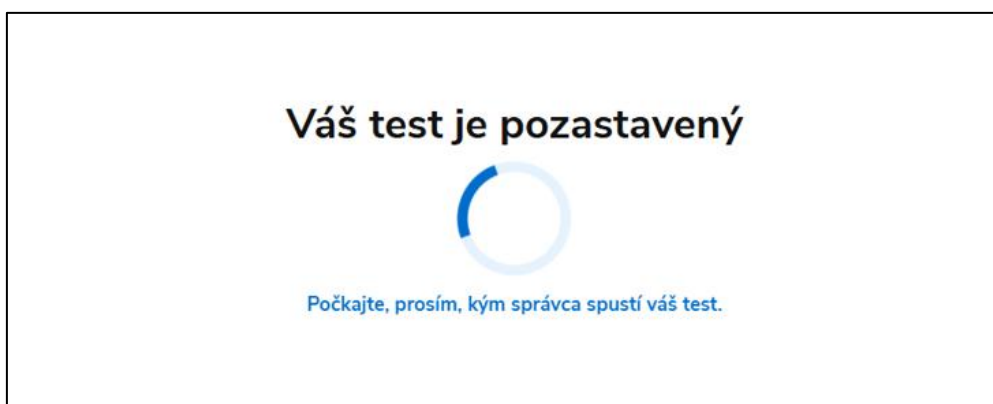 Váš test je pozastavený
Počkajte, prosím, kým správca spustí váš test.